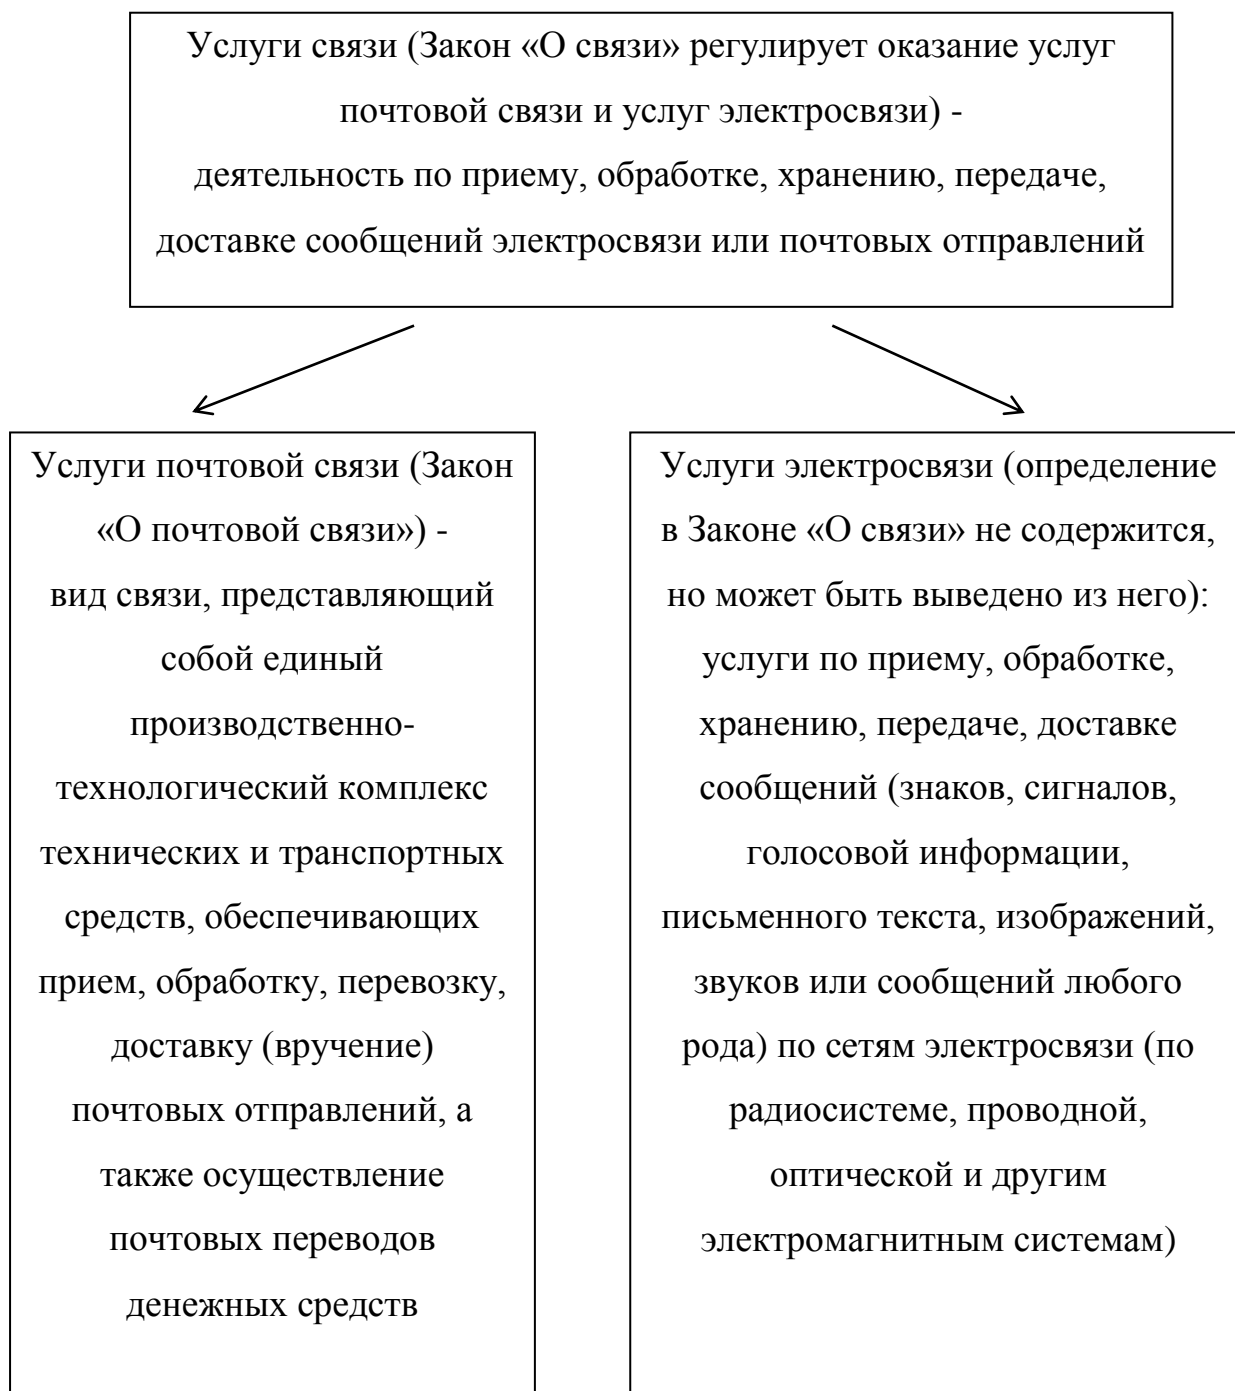 Услуги связи (Закон «О связи» регулирует оказание услуг
почтовой связи и услуг электросвязи) -
деятельность по приему, обработке, хранению, передаче,
доставке сообщений электросвязи или почтовых отправлений
Услуги почтовой связи (Закон
«О почтовой связи») -
вид связи, представляющий
собой единый
производственно-
технологический комплекс
технических и транспортных
средств, обеспечивающих
прием, обработку, перевозку,
доставку (вручение)
почтовых отправлений, а
также осуществление
почтовых переводов
денежных средств
Услуги электросвязи (определение
в Законе «О связи» не содержится,
но может быть выведено из него):
услуги по приему, обработке,
хранению, передаче, доставке
сообщений (знаков, сигналов,
голосовой информации,
письменного текста, изображений,
звуков или сообщений любого
рода) по сетям электросвязи (по
радиосистеме, проводной,
оптической и другим
электромагнитным системам)